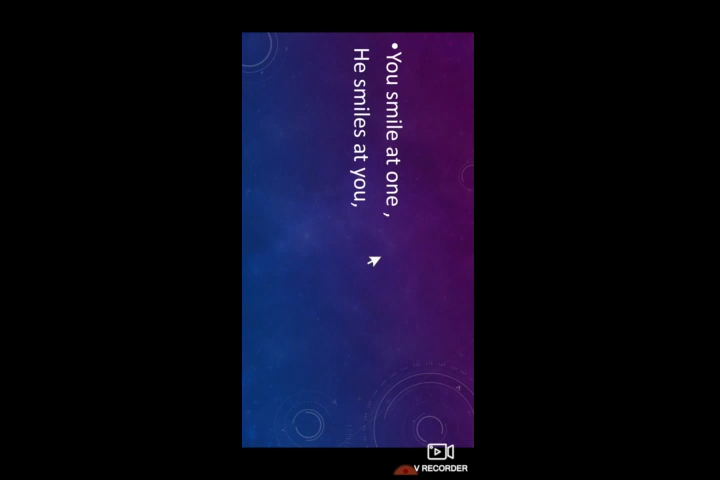 •You smile at one ,
He smiles at you,
V RECORDER